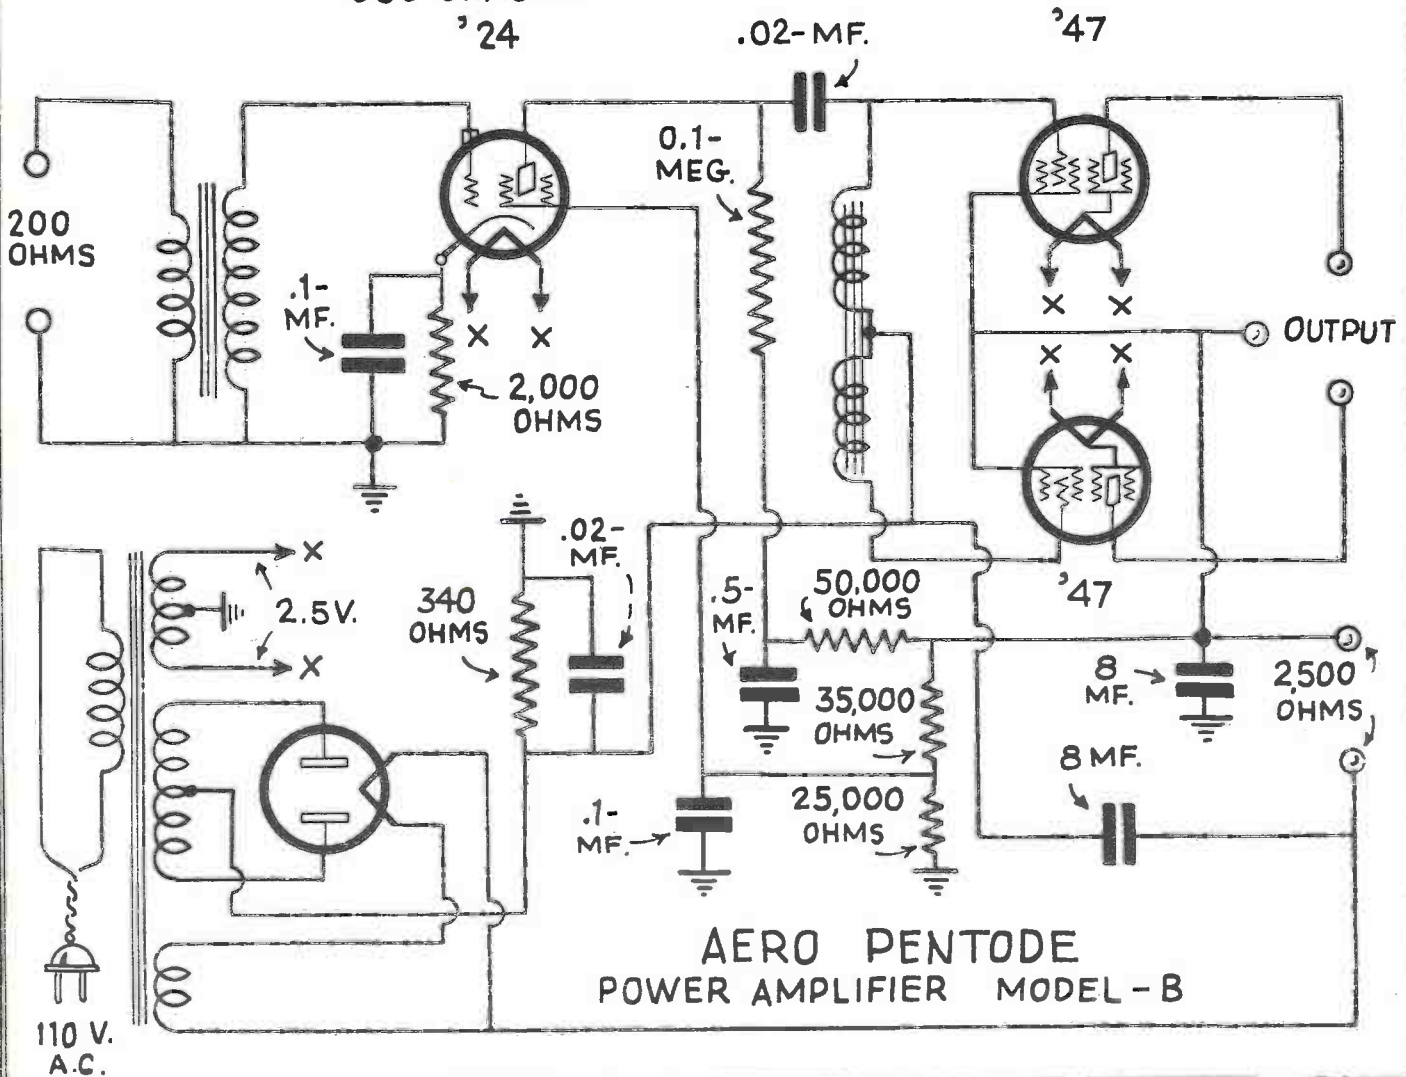 '24
.02-MF.
'47
0.1-
MEG.
200
OHMS
.1-
MF.
X X
2,000
OHMS
X X
X X
OUTPUT
'47
X
2.5V.
X
340
OHMS
.02-
MF.
.5-
MF.
50,000
OHMS
35,000
OHMS
25,000
OHMS
.1-
MF.
8
MF.
2,500
OHMS
8 MF.
110 V.
A.C.
AERO PENTODE
POWER AMPLIFIER MODEL-B